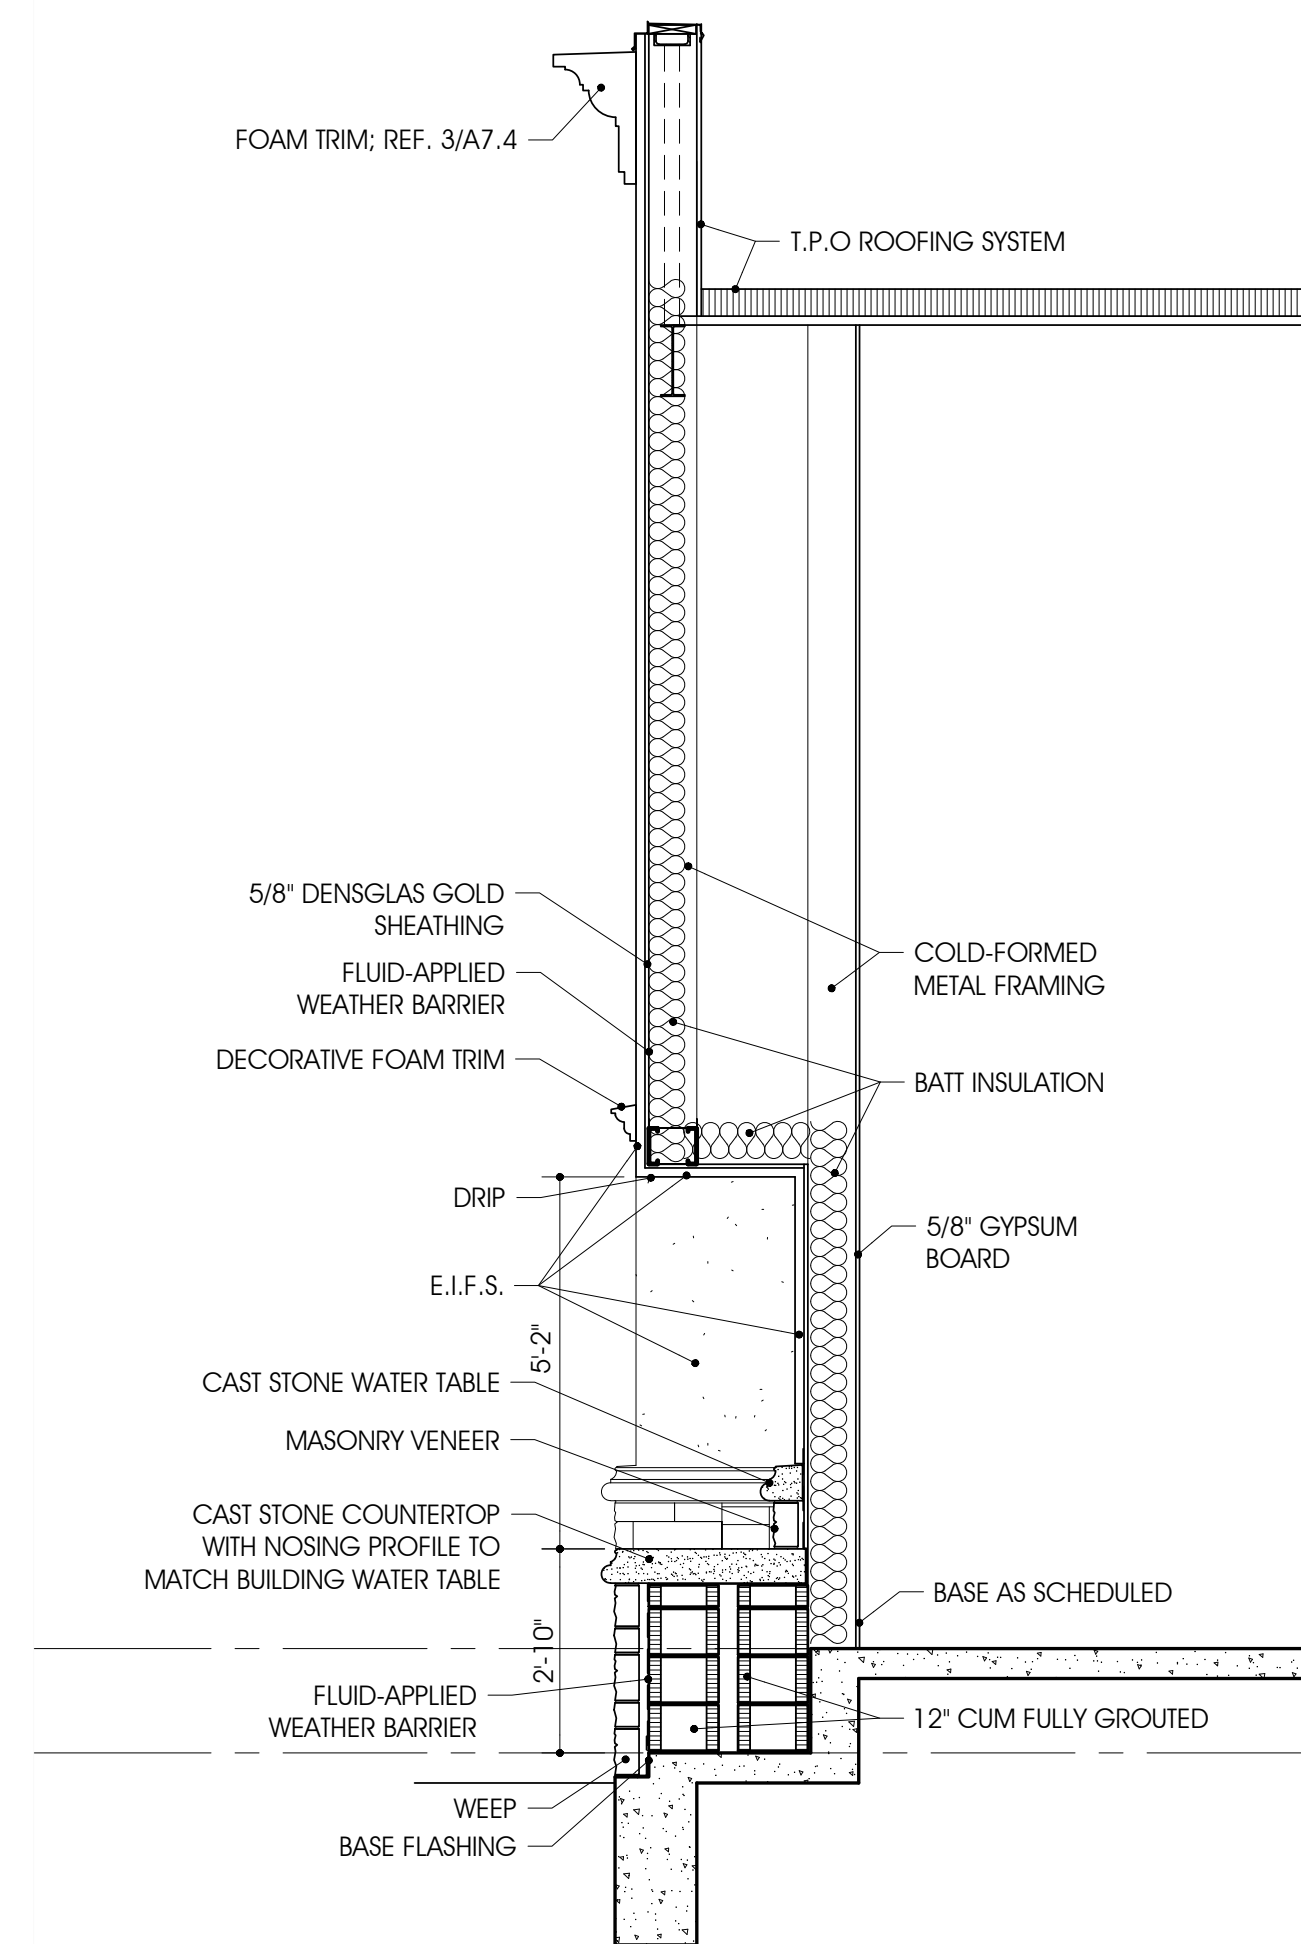 FOAM TRIM; REF. 3/A7.4
T.P.O ROOFING SYSTEM
5/8" DENSGLAS GOLD
SHEATHING
FLUID-APPLIED
WEATHER BARRIER
COLD-FORMED
METAL FRAMING
DECORATIVE FOAM TRIM
BATT INSULATION
DRIP
5/8" GYPSUM
BOARD
E.I.F.S.
5'-2"
CAST STONE WATER TABLE
MASONRY VENEER
CAST STONE COUNTERTOP
WITH NOSING PROFILE TO
MATCH BUILDING WATER TABLE
BASE AS SCHEDULED
2'-10"
FLUID-APPLIED
WEATHER BARRIER
12" CUM FULLY GROUTED
WEEP
BASE FLASHING